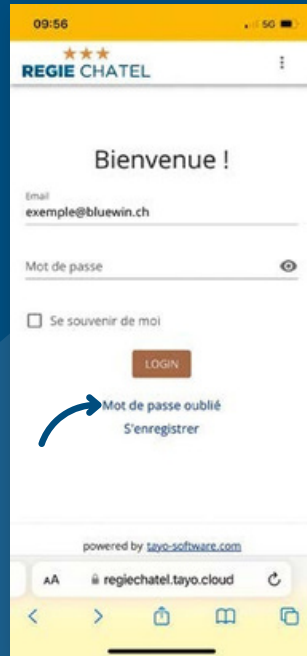 09:56
5G
REGIE CHATEL
Bienvenue !
Email
exemple@bluewin.ch
Mot de passe
Se souvenir de moi
LOGIN
Mot de passe oublié
S'enregistrer
powered by tayo-software.com
AA
regiechatel.tayo.cloud